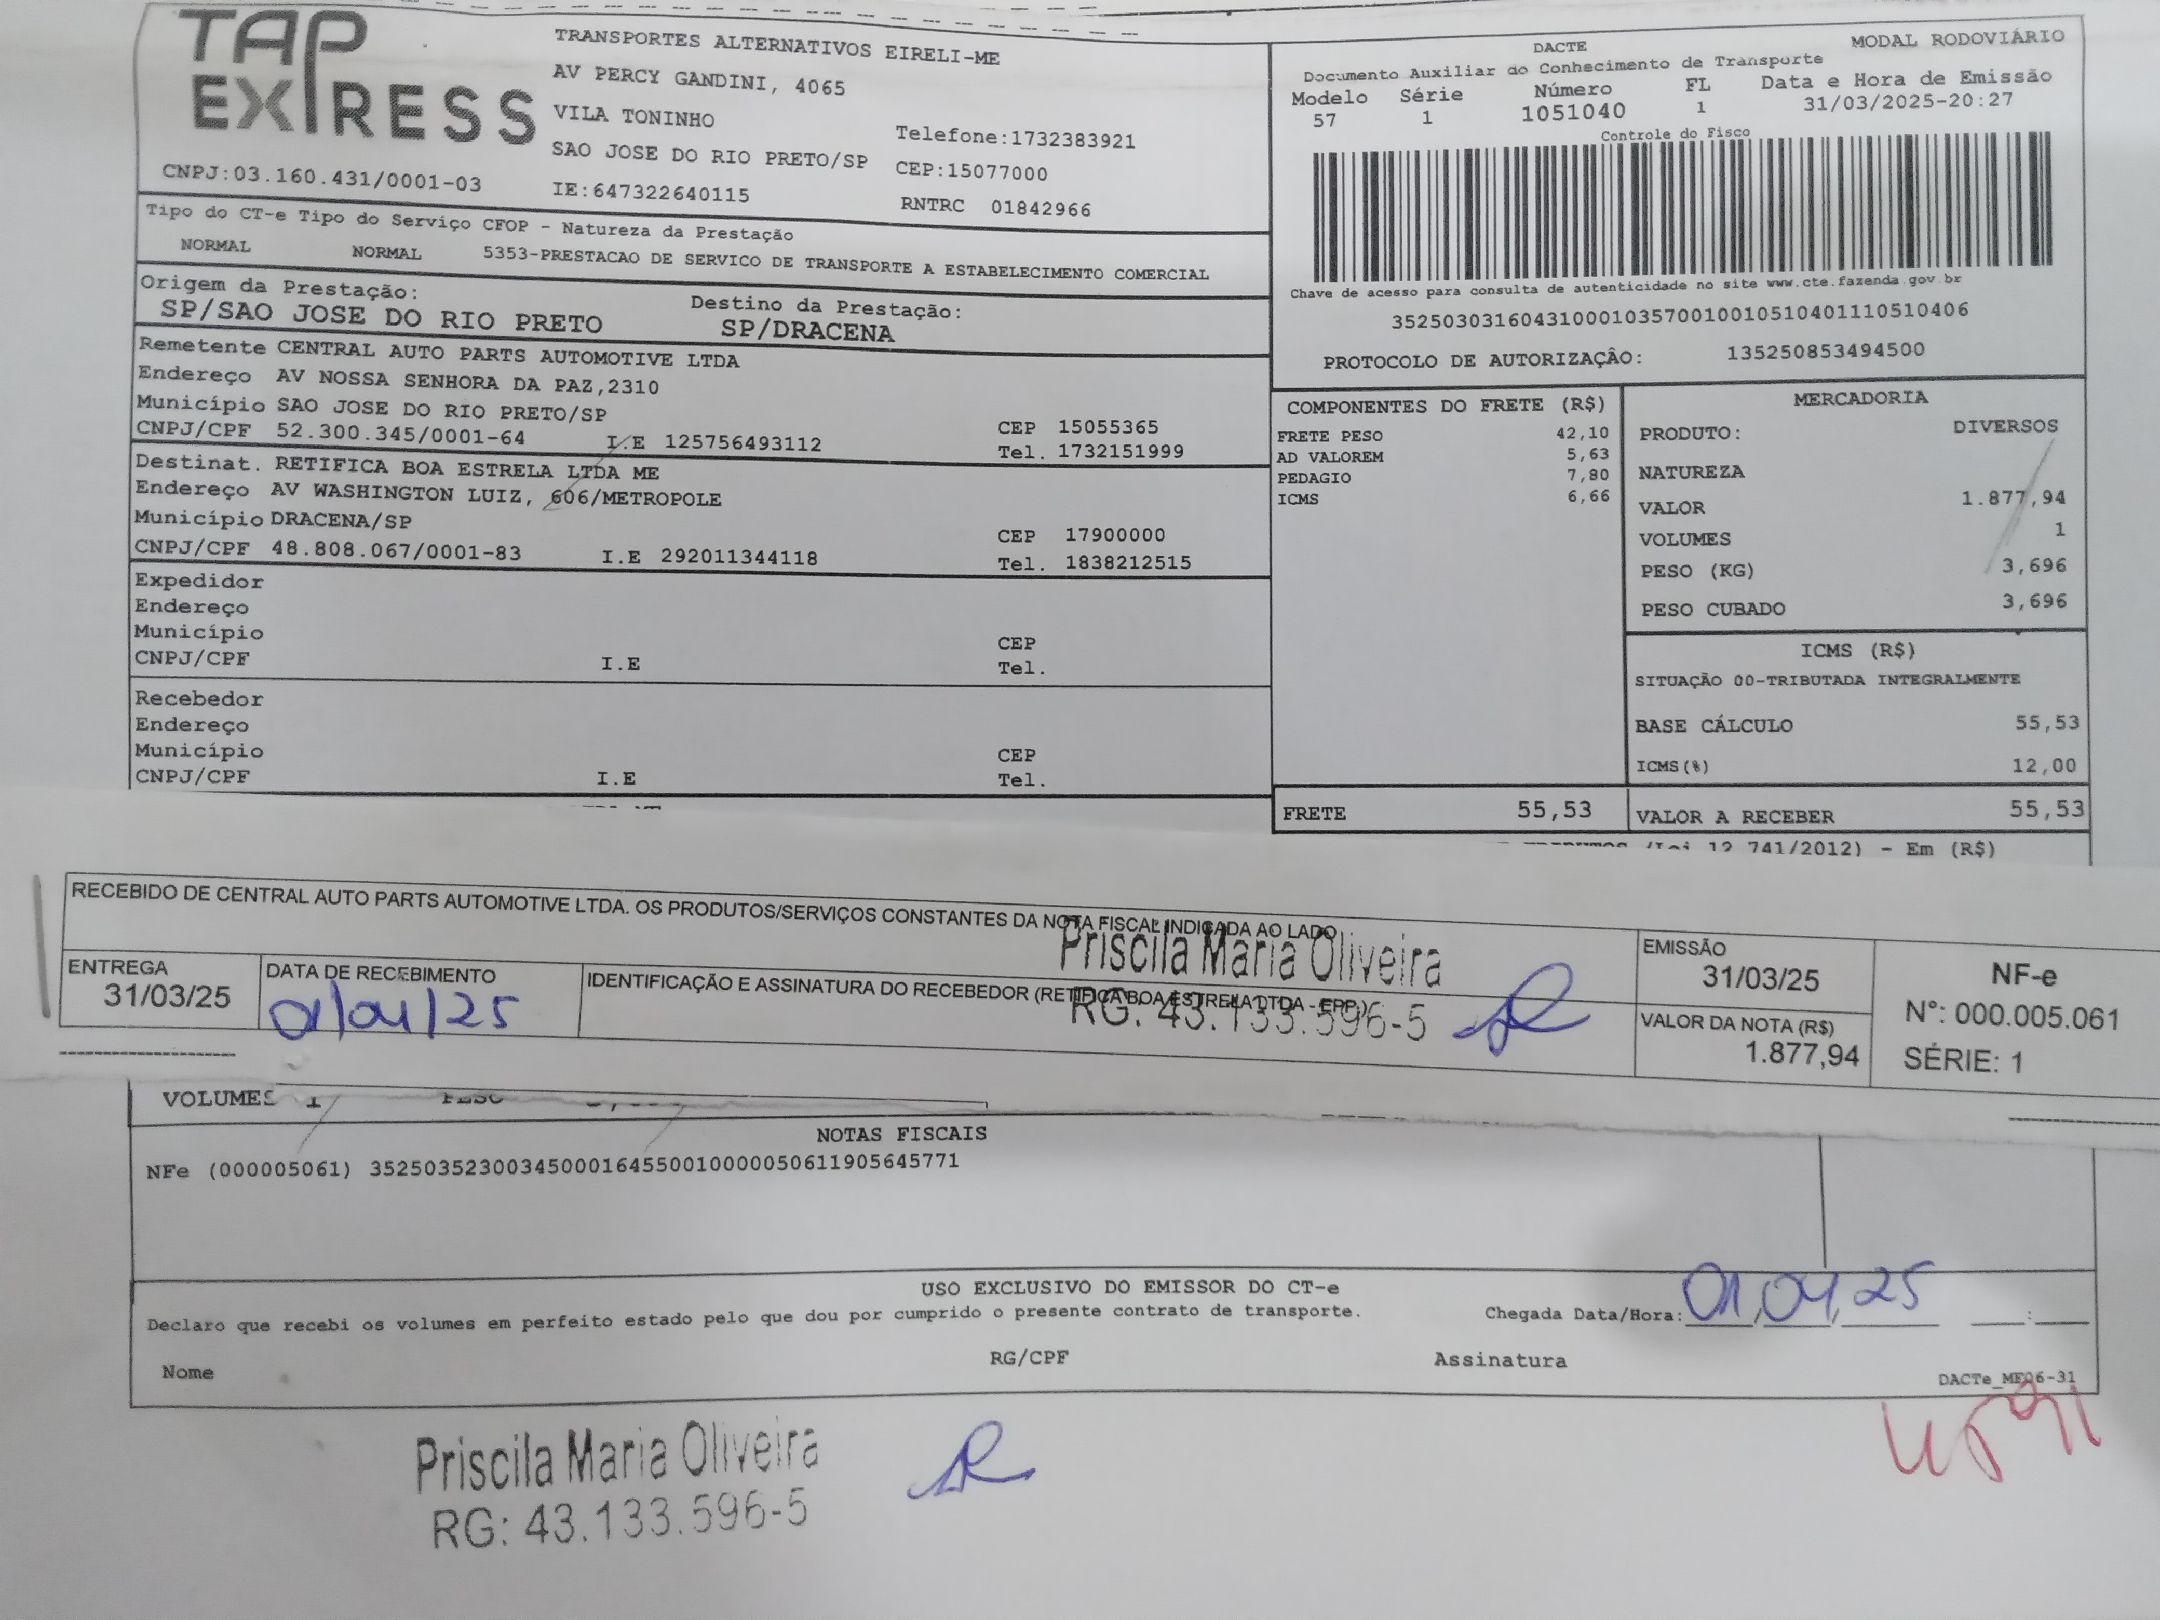 TAP EXPRESS
TRANSPORTES ALTERNATIVOS EIRELI-ME
AV PERCY GANDINI, 4065
VILA TONINHO
Telefone:1732383921
SAO JOSE DO RIO PRETO/SP CEP:15077000
CNPJ:03.160.431/0001-03 IE:647322640115 RNTRC 01842966
DACTE MODAL RODOVIÁRIO
Documento Auxiliar do Conhecimento de Transporte
Modelo Série Número FL Data e Hora de Emissão
57 1 1051040 1 31/03/2025-20:27
Controle do Fisco
Chave de acesso para consulta de autenticidade no site www.cte.fazenda.gov.br
35250303160431000103570010010510401110510406
PROTOCOLO DE AUTORIZAÇÃO: 135250853494500
Tipo do CT-e Tipo do Serviço CFOP - Natureza da Prestação
NORMAL NORMAL 5353-PRESTACAO DE SERVICO DE TRANSPORTE A ESTABELECIMENTO COMERCIAL
Origem da Prestação: Destino da Prestação:
SP/SAO JOSE DO RIO PRETO SP/DRACENA
Remetente CENTRAL AUTO PARTS AUTOMOTIVE LTDA
Endereço AV NOSSA SENHORA DA PAZ,2310
Município SAO JOSE DO RIO PRETO/SP CEP 15055365
CNPJ/CPF 52.300.345/0001-64 I.E 125756493112 Tel. 1732151999
Destinat. RETIFICA BOA ESTRELA LTDA ME
Endereço AV WASHINGTON LUIZ, 606/METROPOLE
Município DRACENA/SP CEP 17900000
CNPJ/CPF 48.808.067/0001-83 I.E 292011344118 Tel. 1838212515
Expedidor
Endereço
Município CEP
CNPJ/CPF I.E Tel.
Recebedor
Endereço
Município CEP
CNPJ/CPF I.E Tel.
COMPONENTES DO FRETE (R$)
FRETE PESO 42,10
AD VALOREM 5,63
PEDAGIO 7,80
ICMS 6,66
MERCADORIA
PRODUTO: DIVERSOS
NATUREZA
VALOR 1.877,94
VOLUMES 1
PESO (KG) 3,696
PESO CUBADO 3,696
ICMS (R$)
SITUAÇÃO 00-TRIBUTADA INTEGRALMENTE
BASE CÁLCULO 55,53
ICMS(%) 12,00
FRETE 55,53 VALOR A RECEBER 55,53
(Lei 12 741/2012) - Em (R$)
RECEBIDO DE CENTRAL AUTO PARTS AUTOMOTIVE LTDA. OS PRODUTOS/SERVIÇOS CONSTANTES DA NOTA FISCAL INDICADA AO LADO
Priscila Maria Oliveira
RG: 43.133.596-5
ENTREGA
31/03/25
DATA DE RECEBIMENTO
01/04/25
IDENTIFICAÇÃO E ASSINATURA DO RECEBEDOR (RETIFICA BOA ESTRELA LTDA - EPP )
EMISSÃO
31/03/25
VALOR DA NOTA (R$)
1.877,94
NF-e
N°: 000.005.061
SÉRIE: 1
VOLUMES 1 PESO
NOTAS FISCAIS
NFe (000005061) 35250352300345000164550010000050611905645771
USO EXCLUSIVO DO EMISSOR DO CT-e
Declaro que recebi os volumes em perfeito estado pelo que dou por cumprido o presente contrato de transporte. Chegada Data/Hora: 01,04,25 :
Nome RG/CPF Assinatura
DACTe_ME06-31
Priscila Maria Oliveira
RG: 43.133.596-5